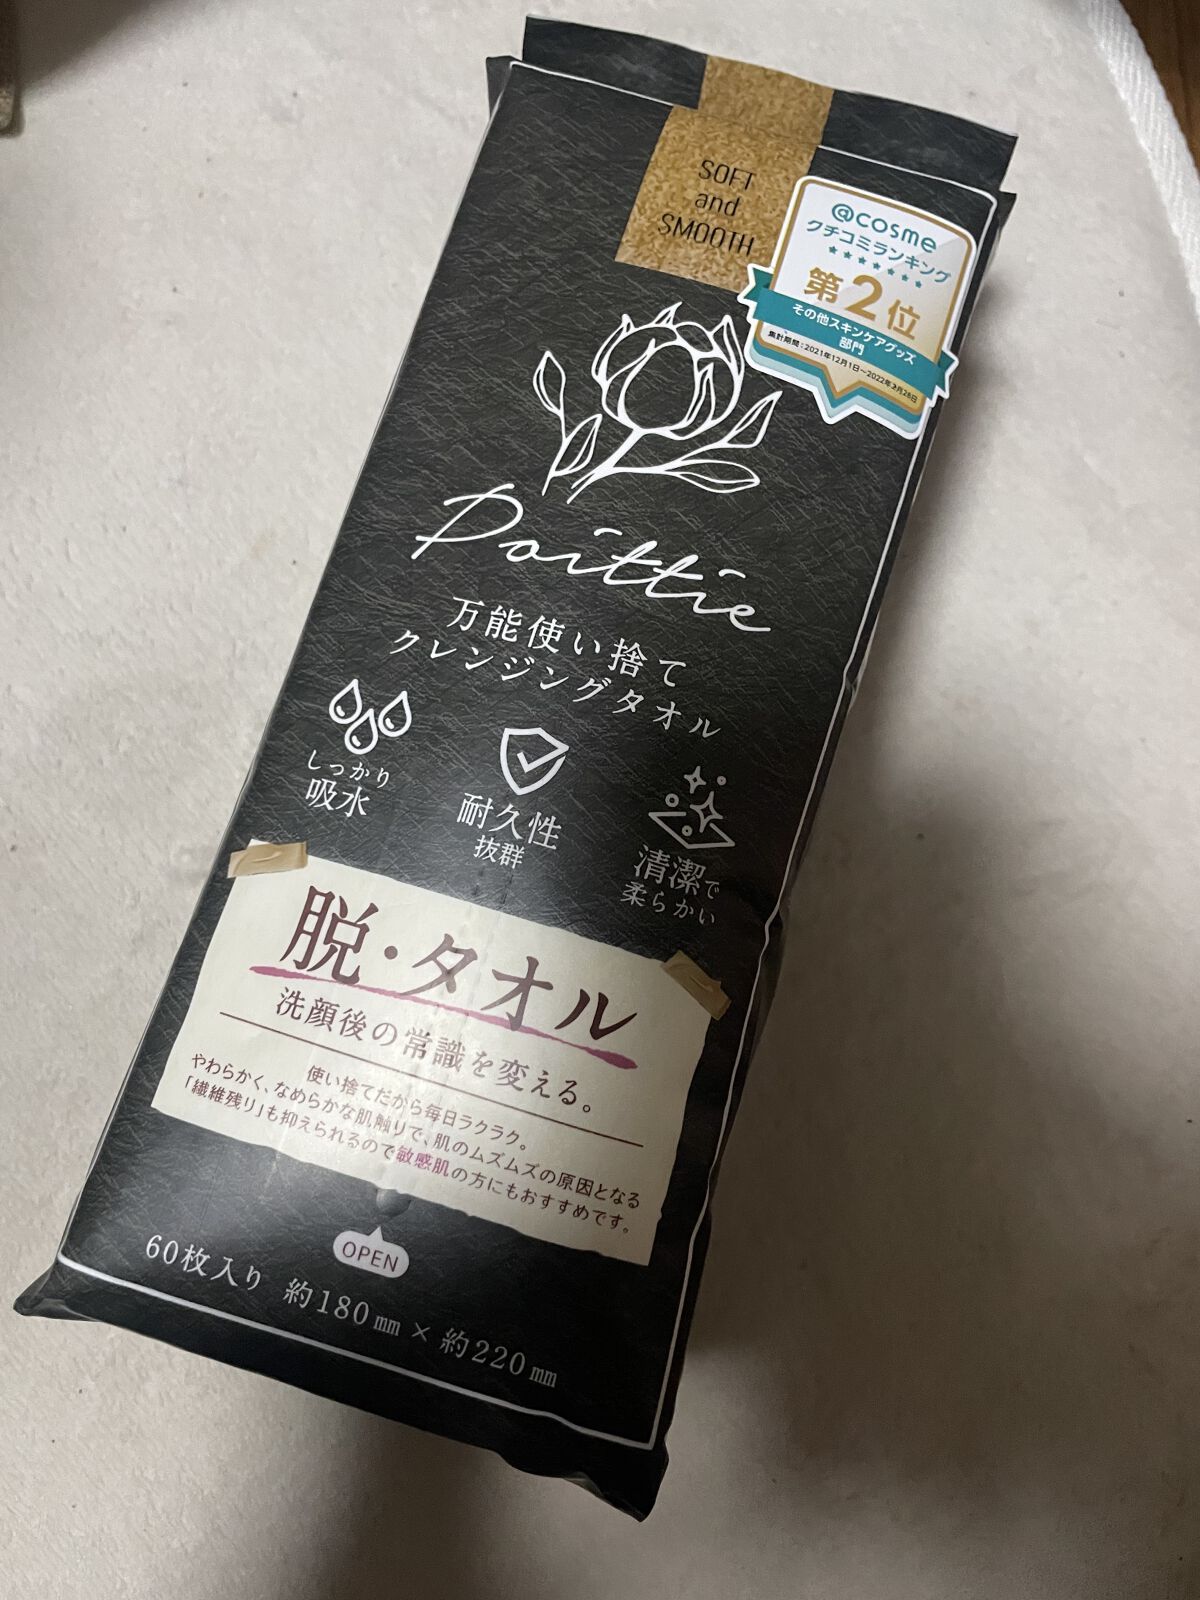 SOFT
and
SMOOTH
@cosme
クチコミランキング
第2位
その他スキンケアグッズ
部門
集計期間:2021年12月1日~2022年2月28日
Poittie
万能使い捨て
クレンジングタオル
しっかり
吸水
耐久性
抜群
清潔で
柔らかい
脱・タオル
洗顔後の常識を変える。
使い捨てだから毎日ラクラク。
やわらかく、なめらかな肌触りで、肌のムズムズの原因となる
「繊維残り」も抑えられるので敏感肌の方にもおすすめです。
OPEN
60枚入り 約180㎜×約220㎜